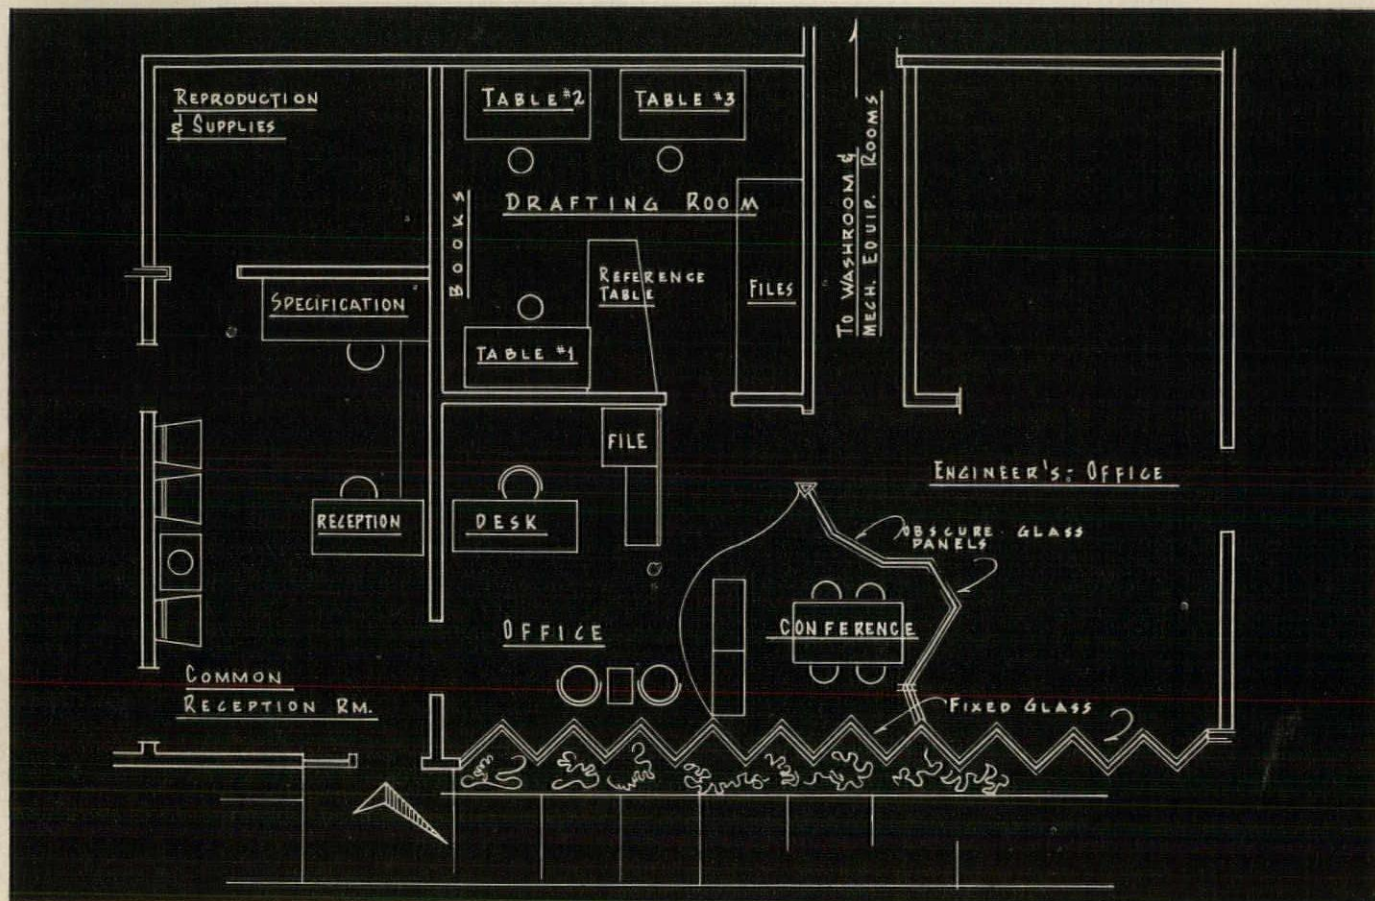 REPRODUCTION
& SUPPLIES
TABLE #2
TABLE #3
TO WASHROOM &
MECH. EQUIP. ROOMS
BOOKS
DRAFTING ROOM
SPECIFICATION
REFERENCE
TABLE
FILES
TABLE #1
FILE
ENGINEER'S: OFFICE
RECEPTION
DESK
OBSCURE GLASS
PANELS
OFFICE
CONFERENCE
COMMON
RECEPTION RM.
FIXED GLASS